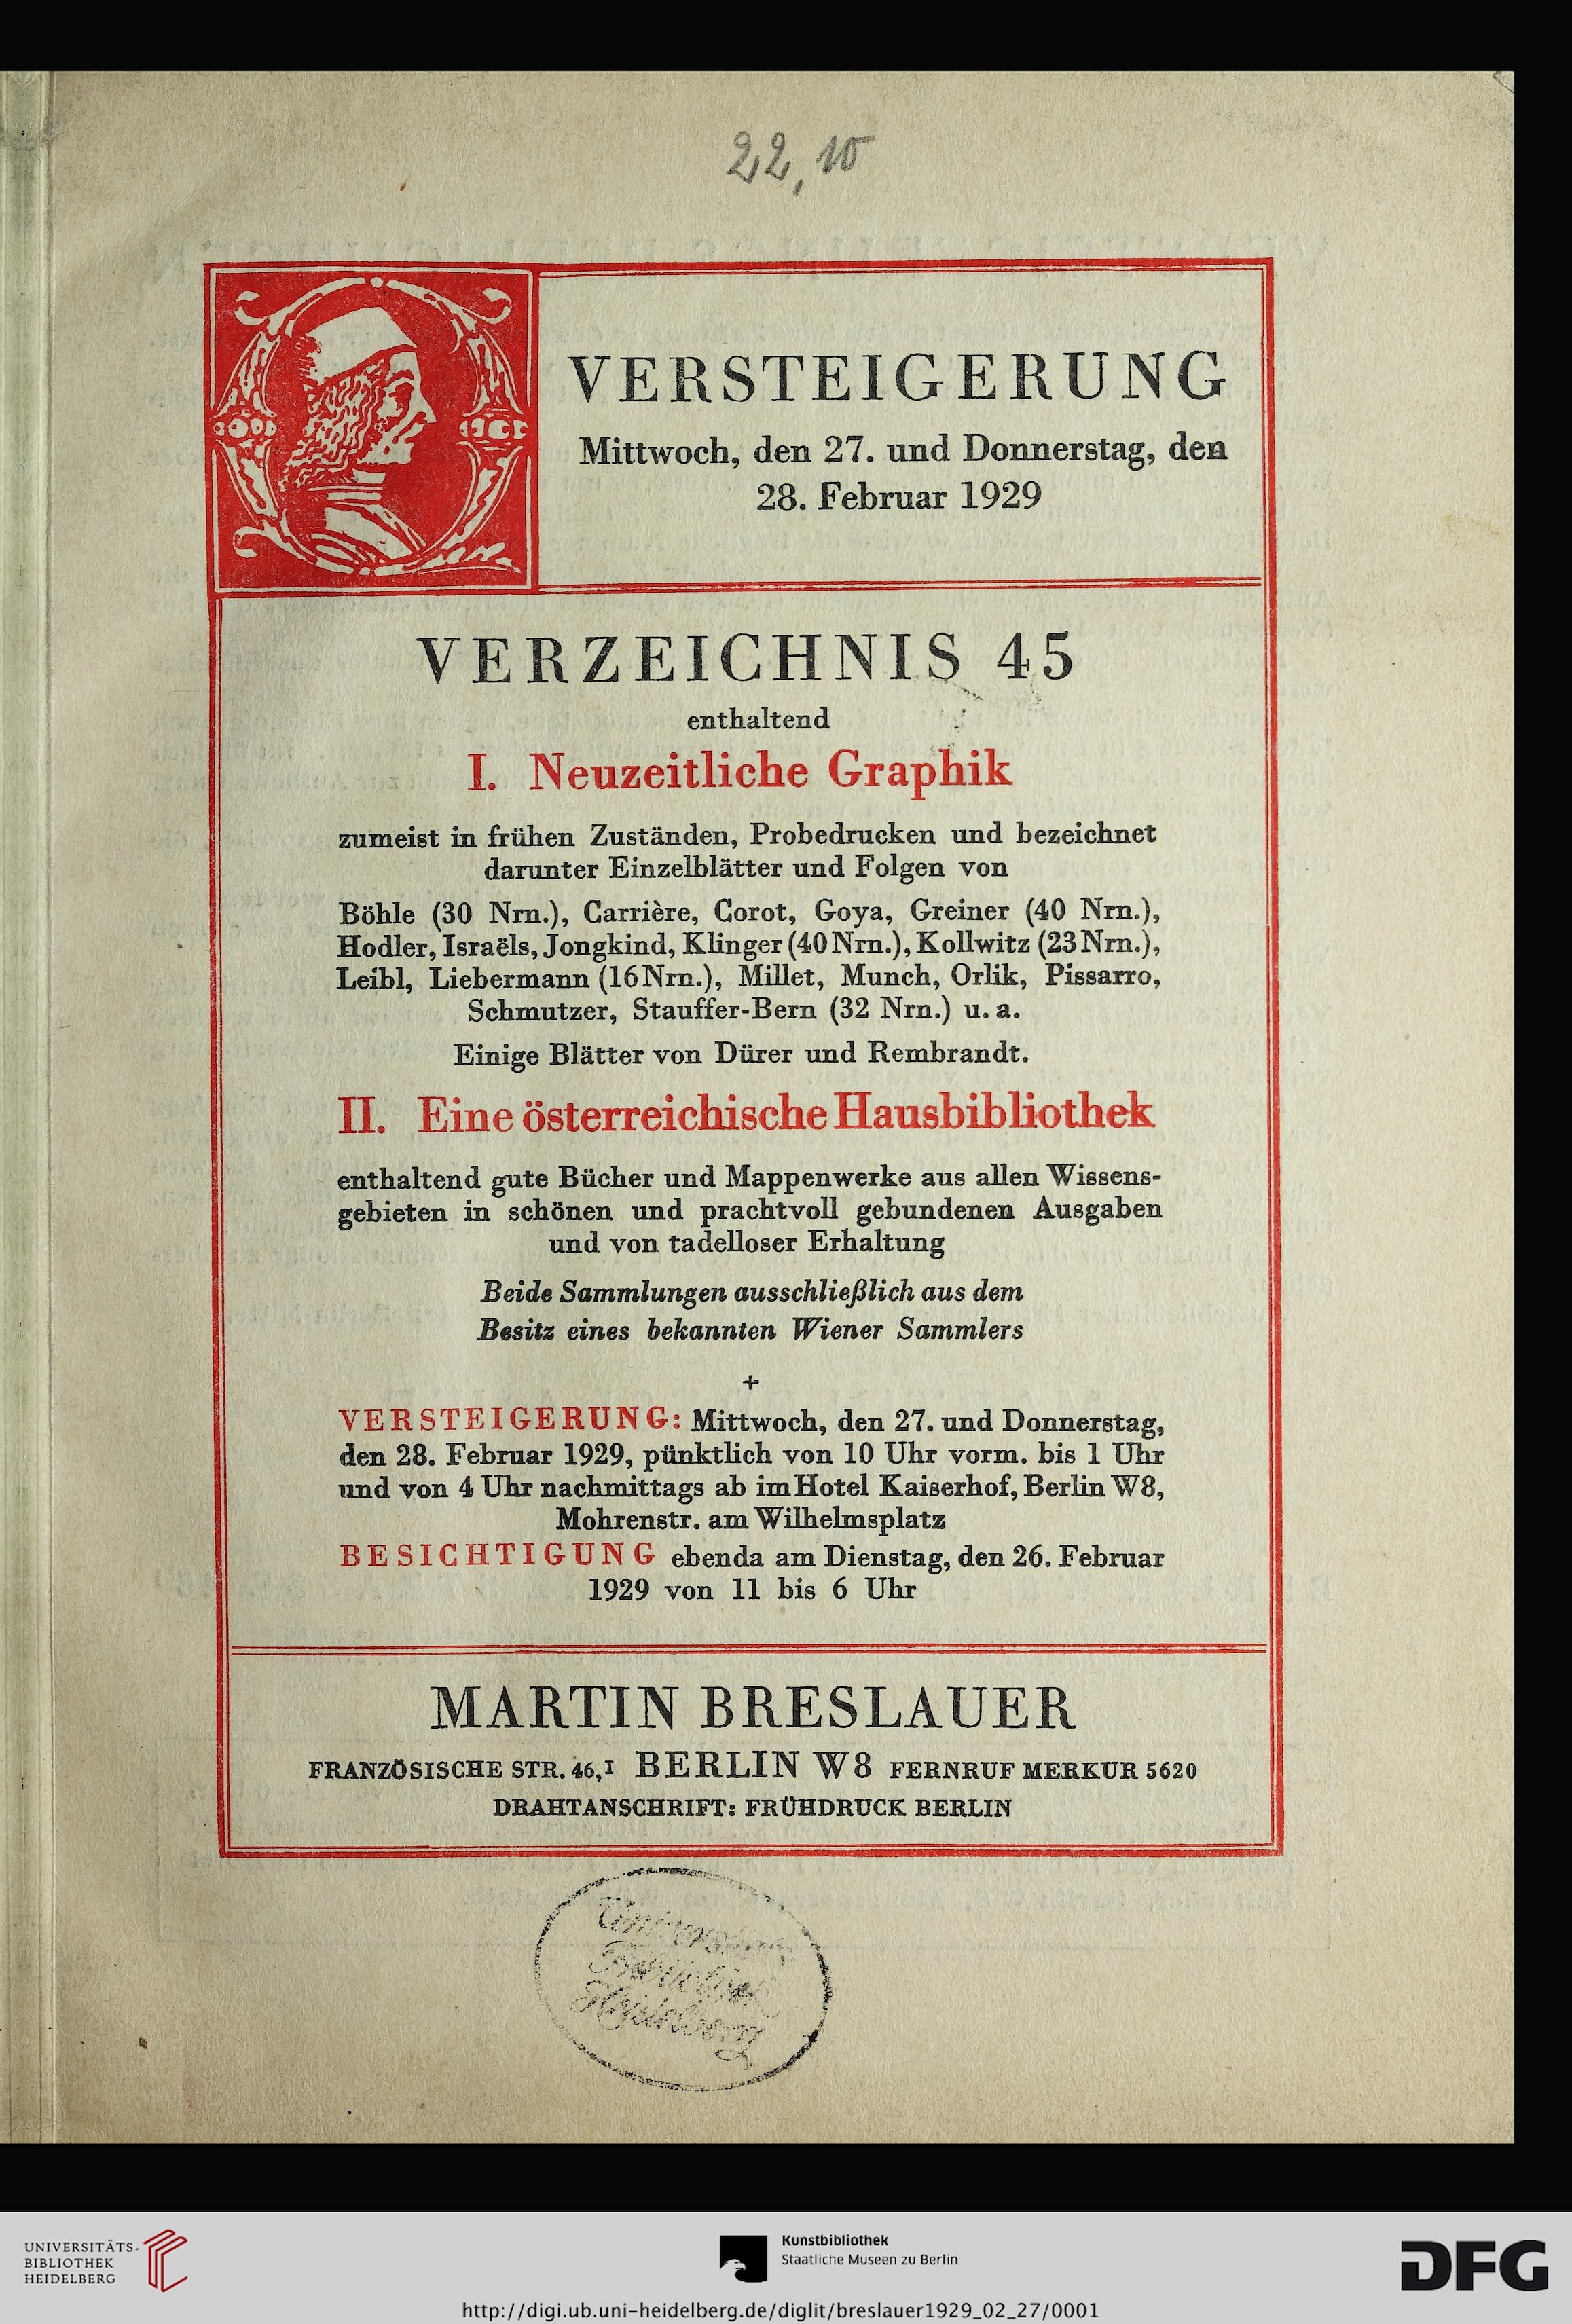 22,10
VERSTEIGERUNG
Mittwoch, den 27. und Donnerstag, den
28. Februar 1929
VERZEICHNIS 45
enthaltend
I. Neuzeitliche Graphik
zumeist in frühen Zuständen, Probedrucken und bezeichnet
darunter Einzelblätter und Folgen von
Böhle (30 Nrn.), Carrière, Corot, Goya, Greiner (40 Nrn.),
Hodler, Israëls, Jongkind, Klinger (40 Nrn.), Kollwitz (23 Nrn.),
Leibl, Liebermann (16 Nrn.), Millet, Munch, Orlik, Pissarro,
Schmutzer, Stauffer-Bern (32 Nrn.) u. a.
Einige Blätter von Dürer und Rembrandt.
II. Eine österreichische Hausbibliothek
enthaltend gute Bücher und Mappenwerke aus allen Wissens-
gebieten in schönen und prachtvoll gebundenen Ausgaben
und von tadelloser Erhaltung
Beide Sammlungen ausschließlich aus dem
Besitz eines bekannten Wiener Sammlers
+
VERSTEIGERUNG: Mittwoch, den 27. und Donnerstag,
den 28. Februar 1929, pünktlich von 10 Uhr vorm. bis 1 Uhr
und von 4 Uhr nachmittags ab im Hotel Kaiserhof, Berlin W8,
Mohrenstr. am Wilhelmsplatz
BESICHTIGUNG ebenda am Dienstag, den 26. Februar
1929 von 11 bis 6 Uhr
MARTIN BRESLAUER
FRANZÖSISCHE STR. 46,I BERLIN W8 FERNRUF MERKUR 5620
DRAHTANSCHRIFT: FRÜHDRUCK BERLIN
Heidelberg
UNIVERSITÄTS-
BIBLIOTHEK
HEIDELBERG
Kunstbibliothek
Staatliche Museen zu Berlin
DFG
http://digi.ub.uni-heidelberg.de/diglit/breslauer1929_02_27/0001